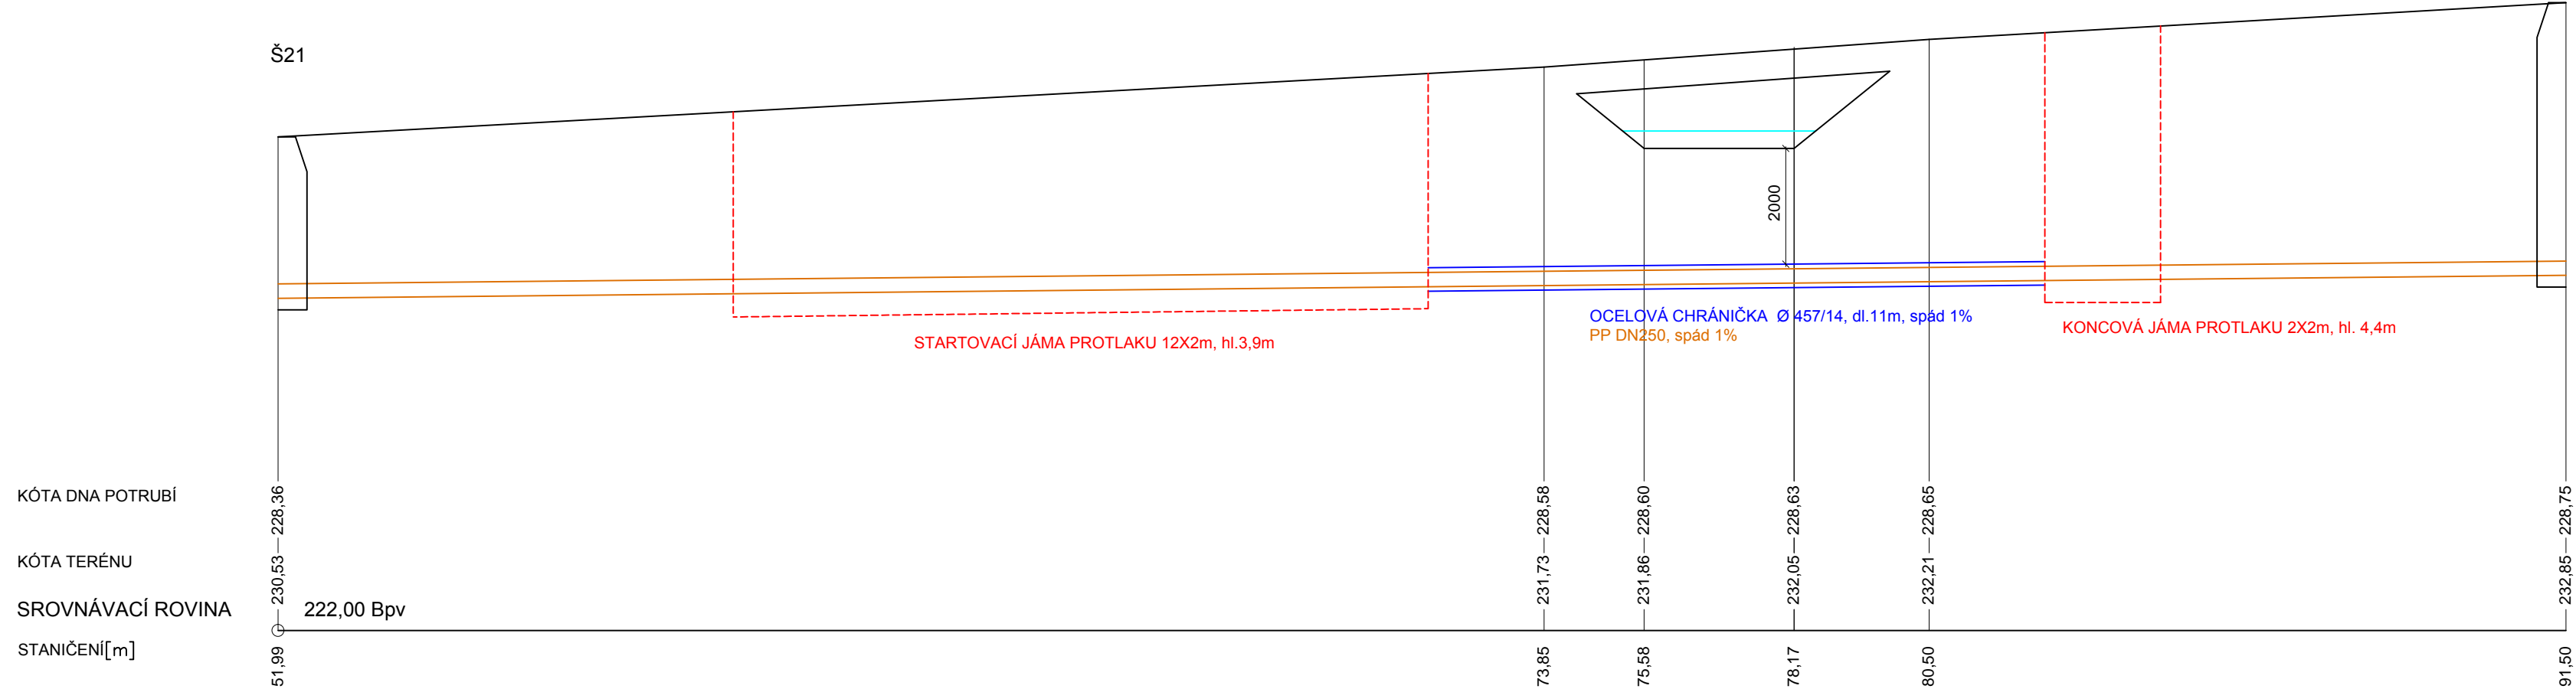 Š21
2000
OCELOVÁ CHRÁNIČKA Ø 457/14, dl.11m, spád 1%
PP DN250, spád 1%
STARTOVACÍ JÁMA PROTLAKU 12X2m, hl.3,9m
KONCOVÁ JÁMA PROTLAKU 2X2m, hl. 4,4m
KÓTA DNA POTRUBÍ
228,36
228,58
228,60
228,63
228,65
228,75
KÓTA TERÉNU
230,53
231,73
231,86
232,05
232,21
232,85
SROVNÁVACÍ ROVINA 222,00 Bpv
STANIČENÍ[m]
51,99
73,85
75,58
78,17
80,50
91,50